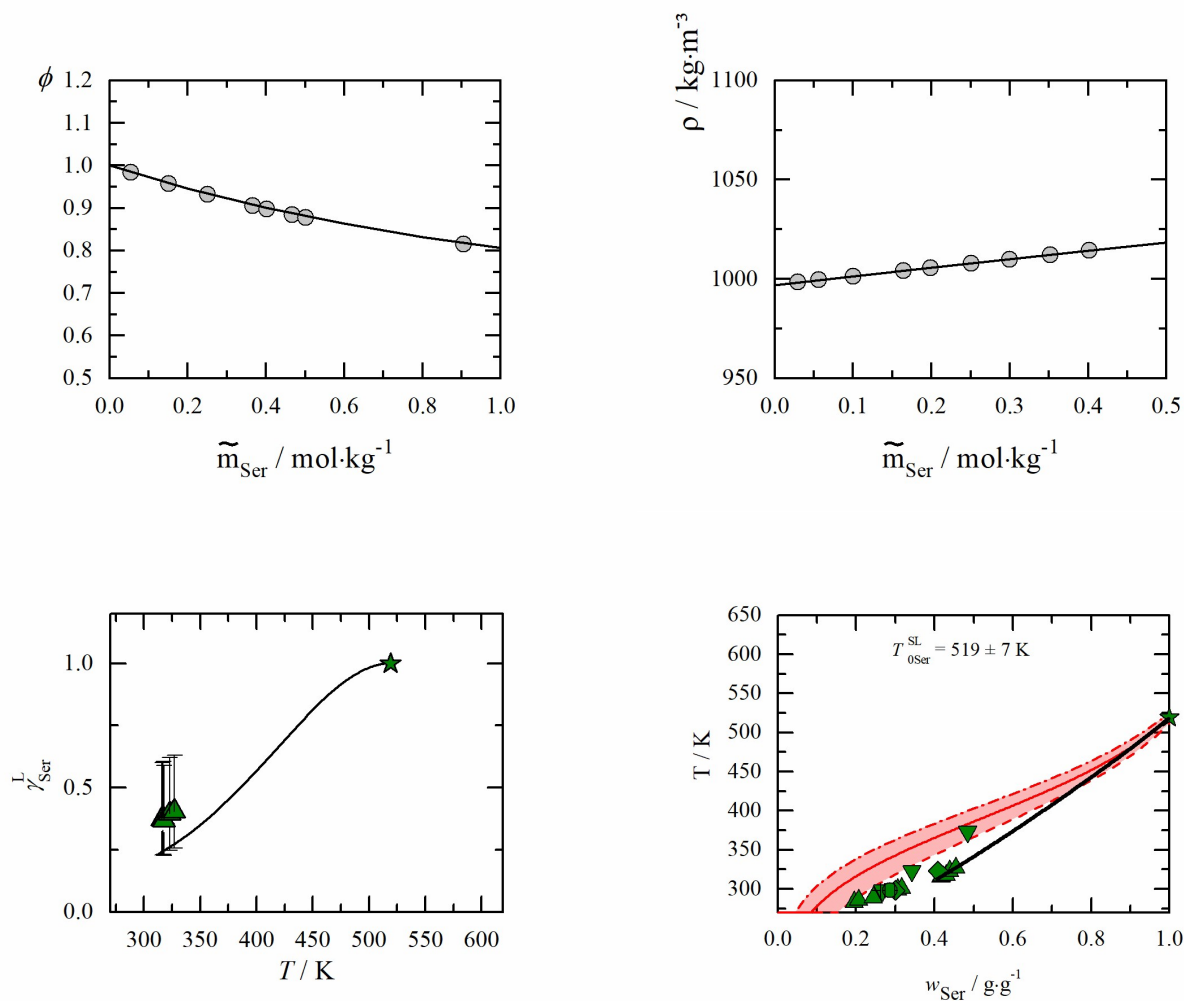 ϕ
1.2
1.1
1.0
0.9
0.8
0.7
0.6
0.5
0.0 0.2 0.4 0.6 0.8 1.0
m̃Ser / mol·kg-1
ρ / kg·m-3
1100
1050
1000
950
0.0 0.1 0.2 0.3 0.4 0.5
m̃Ser / mol·kg-1
γLSer
1.0
0.5
0.0
300 350 400 450 500 550 600
T / K
T / K
650
600
550
500
450
400
350
300
TSL0Ser = 519 ± 7 K
0.0 0.2 0.4 0.6 0.8 1.0
wSer / g·g-1